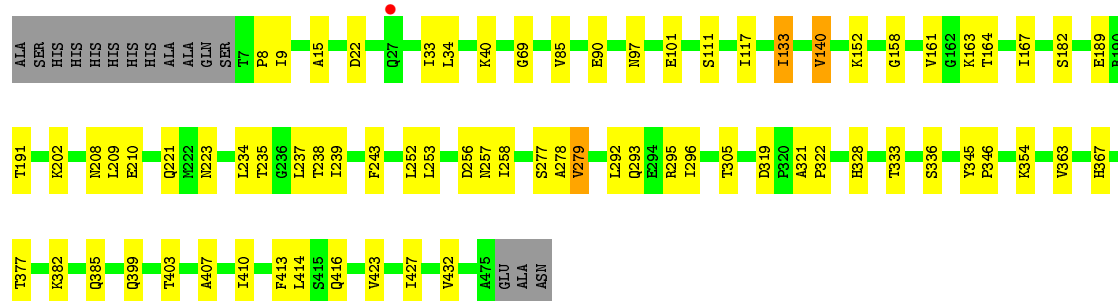 ALA SER HIS HIS HIS HIS HIS HIS ALA ALA GLN SER T7 P8 I9 A15 D22 Q27 I33 L34 K40 G69 V85 E90 N97 E101 S111 I117 I133 V140 K152 G158 V161 G162 K163 T164 I167 S182 E189 R190
T191 K202 N208 L209 E210 Q221 M222 N223 L234 T235 G236 L237 T238 I239 F243 L252 L253 D256 N257 I258 S277 A278 V279 L292 Q293 E294 R295 I296 T305 D319 P320 A321 P322 H328 T333 S336 Y345 P346 K354 V363 H367
T377 K382 Q385 Q399 T403 A407 I410 F413 L414 S415 Q416 V423 I427 V432 A475 GLU ALA ASN